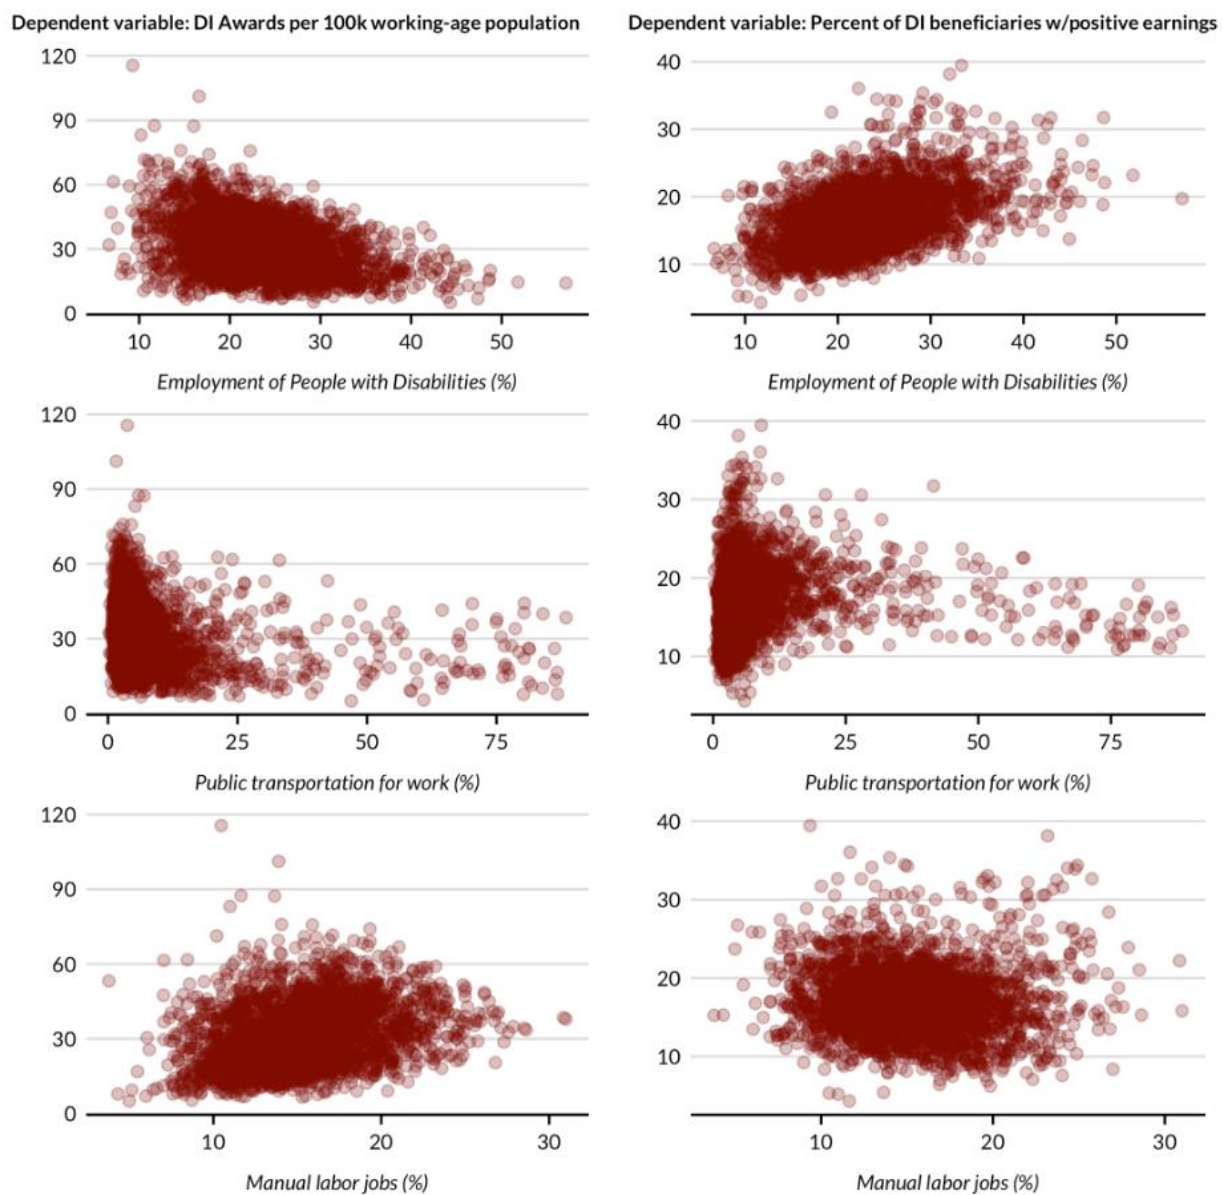 Dependent variable: DI Awards per 100k working-age population
Dependent variable: Percent of DI beneficiaries w/positive earnings
120
90
60
30
0
10 20 30 40 50
Employment of People with Disabilities (%)
40
30
20
10
10 20 30 40 50
Employment of People with Disabilities (%)
120
90
60
30
0
0 25 50 75
Public transportation for work (%)
40
30
20
10
0 25 50 75
Public transportation for work (%)
120
90
60
30
0
10 20 30
Manual labor jobs (%)
40
30
20
10
10 20 30
Manual labor jobs (%)